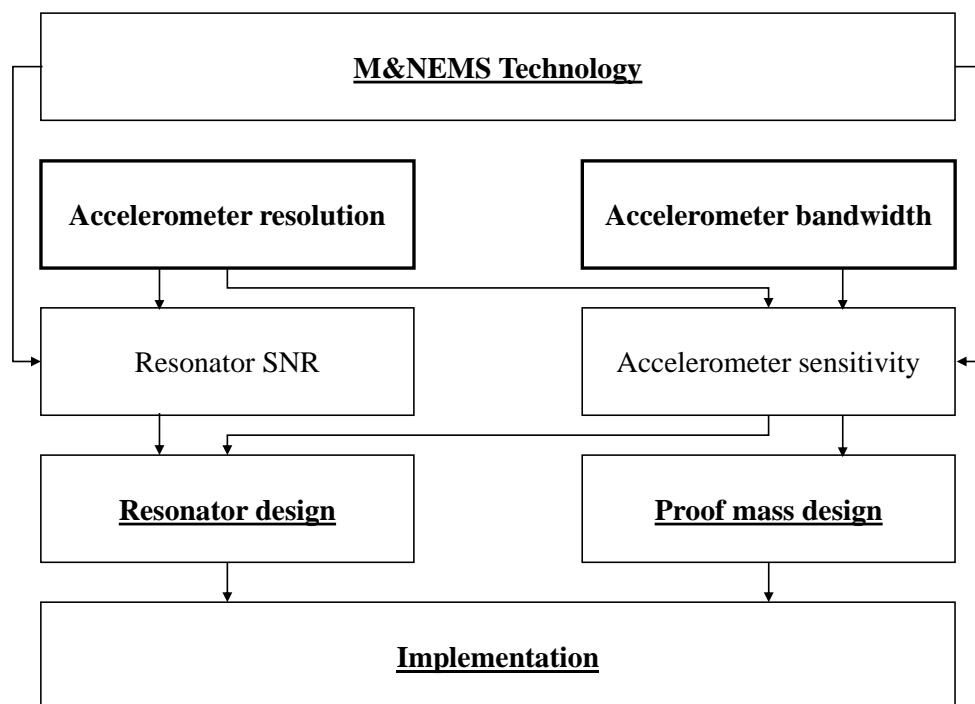 M&NEMS Technology
Accelerometer resolution
Accelerometer bandwidth
Resonator SNR
Accelerometer sensitivity
Resonator design
Proof mass design
Implementation